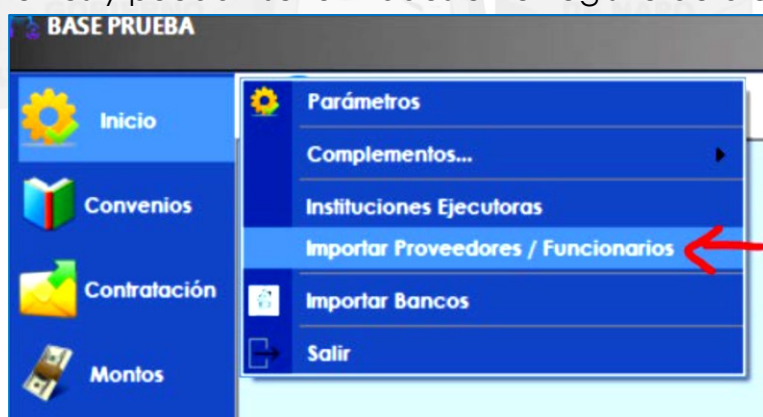 BASE PRUEBA
Inicio
Convenios
Contratación
Montos
Parámetros
Complementos...
Instituciones Ejecutoras
Importar Proveedores / Funcionarios
Importar Bancos
Salir